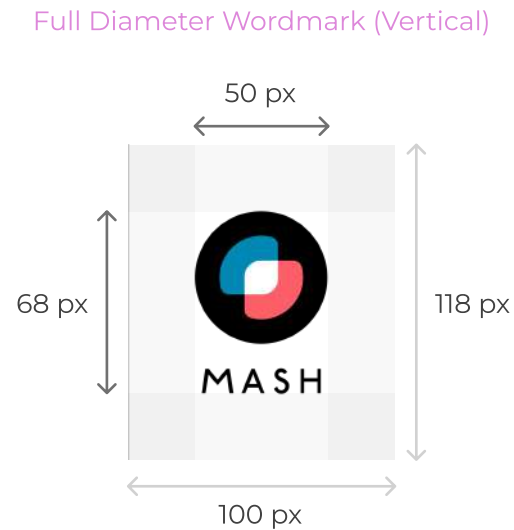 Full Diameter Wordmark (Vertical)
50 px
68 px
118 px
MASH
100 px